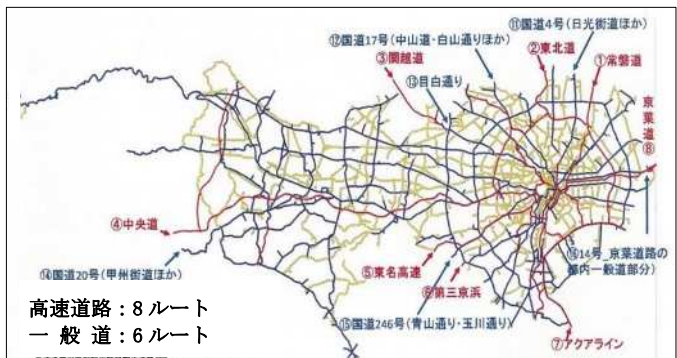 ⑪国道4号(日光街道ほか)
⑫国道17号(中山道・白山通りほか)
②東北道
③関越道
①常磐道
⑬目白通り
京葉道⑧
④中央道
⑭国道20号(甲州街道ほか)
⑤東名高速
⑥第三京浜
⑯14号_京葉道路の
都内一般道部分)
⑮国道246号(青山通り・玉川通り)
⑦アクアライン
高速道路：8ルート
一般道：6ルート